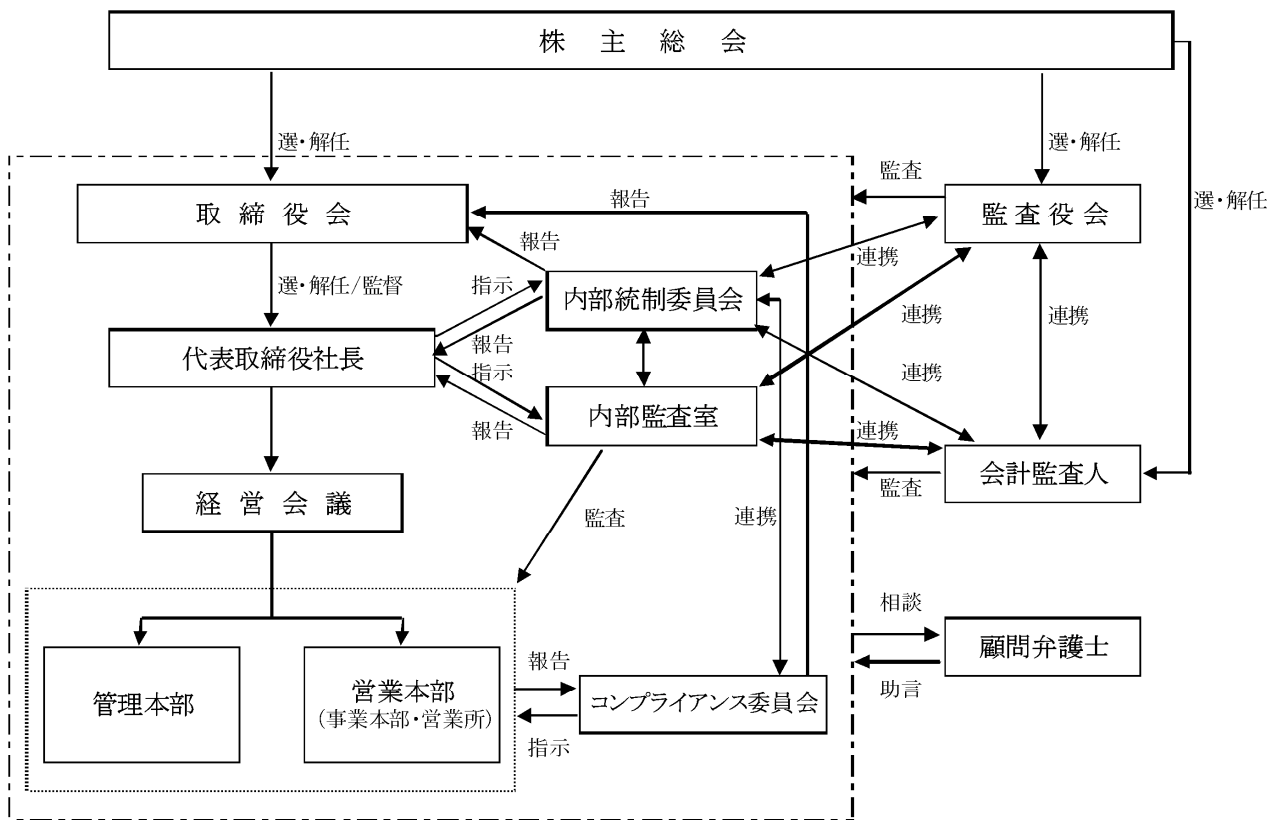 株主総会
選・解任
選・解任
選・解任
監査
取締役会
報告
監査役会
報告
連携
選・解任/監督
指示
内部統制委員会
連携
連携
代表取締役社長
報告
指示
連携
内部監査室
報告
連携
会計監査人
監査
経営会議
監査
連携
相談
顧問弁護士
助言
管理本部
営業本部
(事業本部・営業所)
報告
コンプライアンス委員会
指示